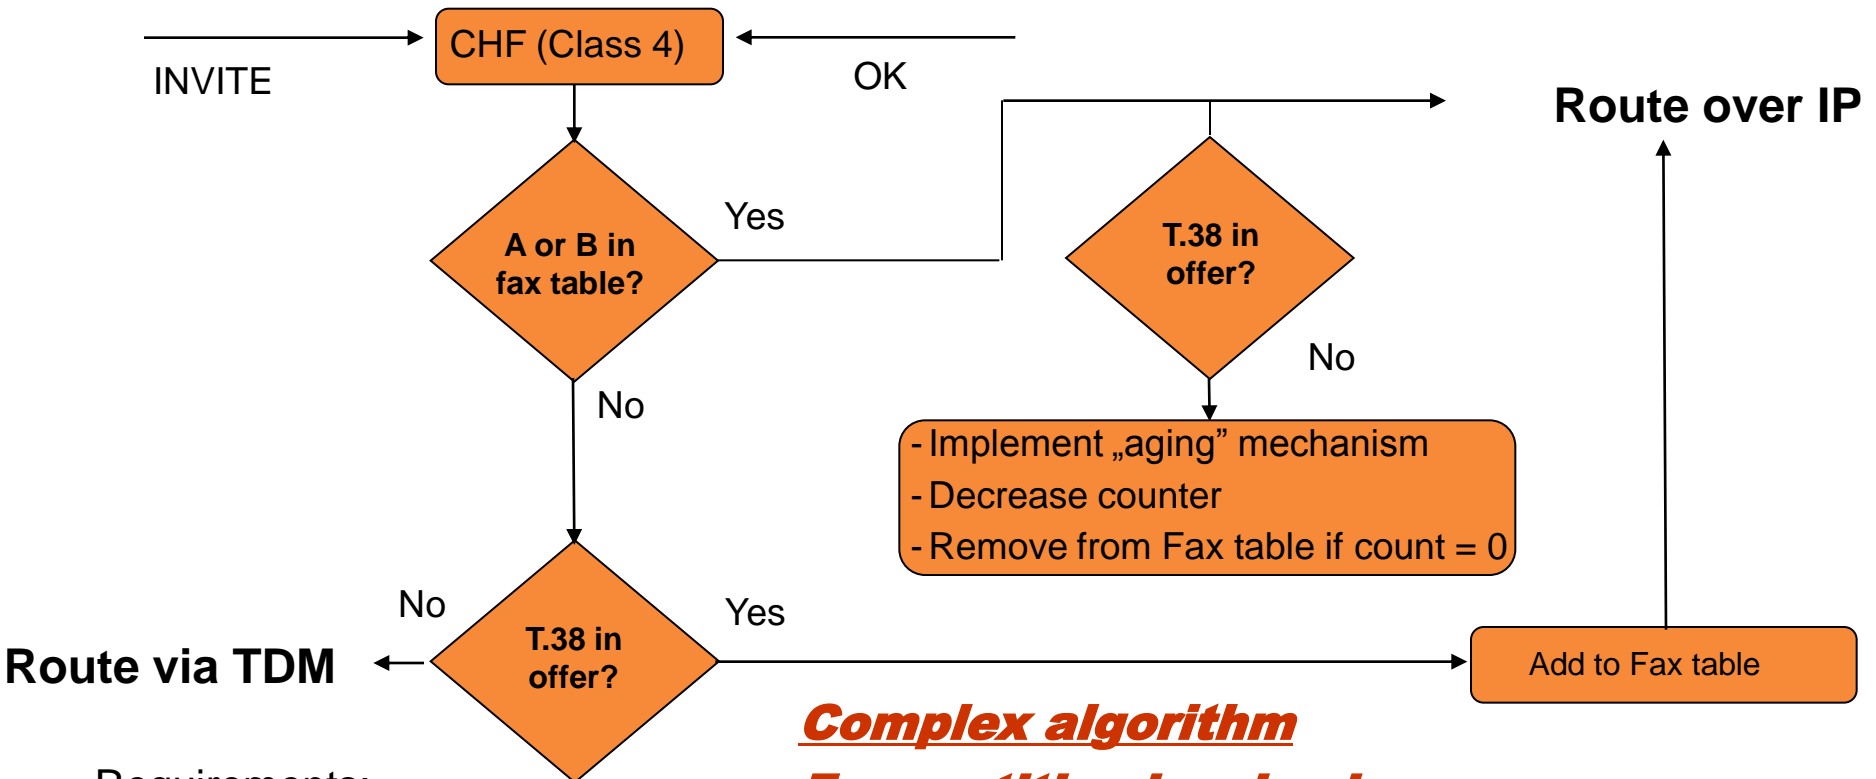 CHF (Class 4)
INVITE
OK
Route over IP
Yes
A or B in
fax table?
T.38 in
offer?
No
No
- Implement „aging” mechanism
- Decrease counter
- Remove from Fax table if count = 0
No
Yes
Route via TDM
T.38 in
offer?
Add to Fax table
Complex algorithm
Requirements: